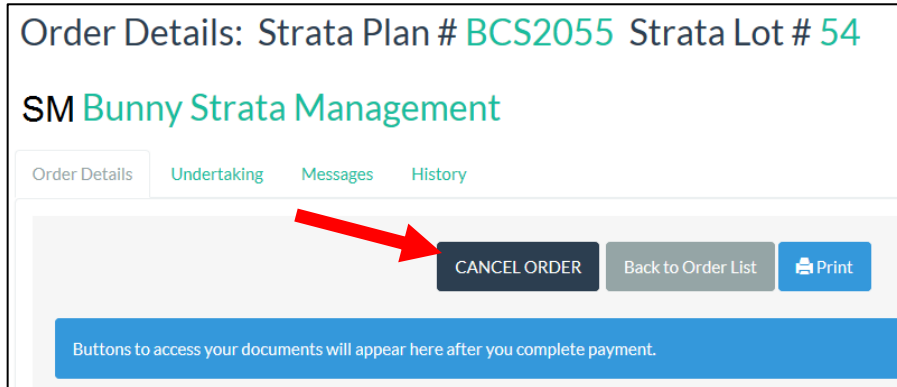 Order Details: Strata Plan # BCS2055 Strata Lot # 54
SM Bunny Strata Management
Order Details Undertaking Messages History
CANCEL ORDER Back to Order List Print
Buttons to access your documents will appear here after you complete payment.